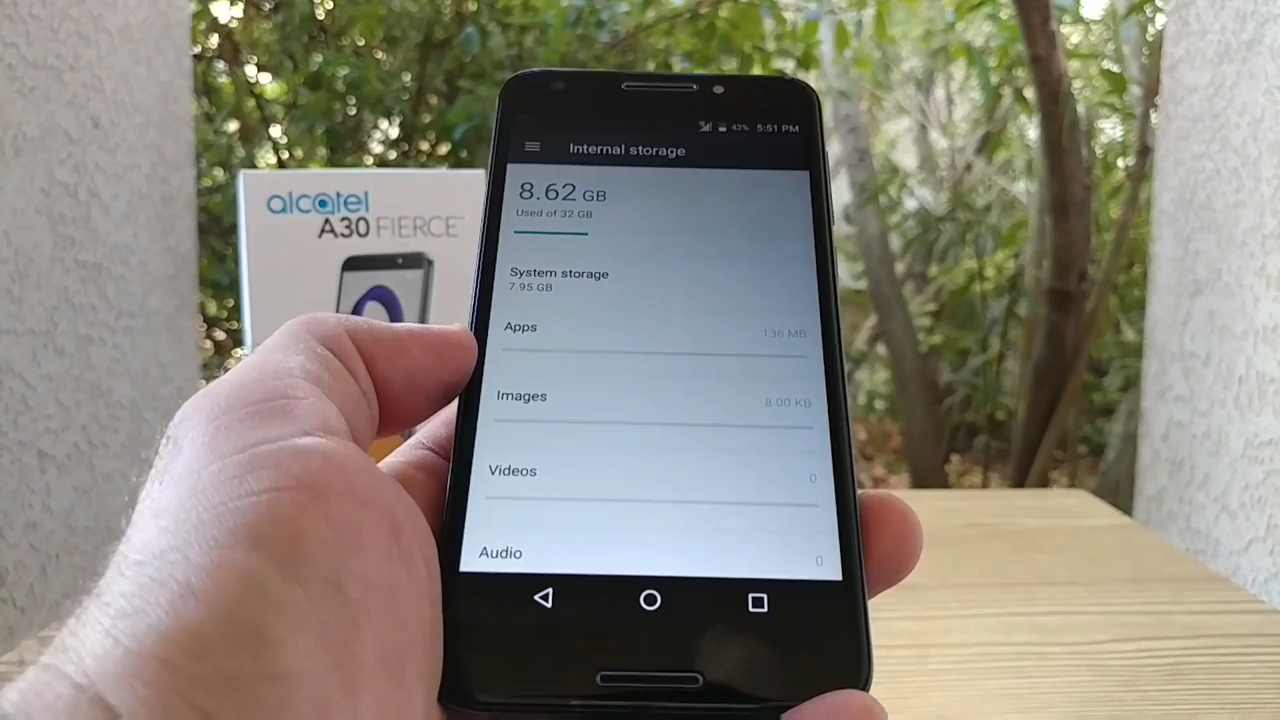 alcatel
A30 FIERCE™
43% 5:51 PM
Internal storage
8.62 GB
Used of 32 GB
System storage
7.95 GB
Apps 136 MB
Images 8.00 KB
Videos 0
Audio 0